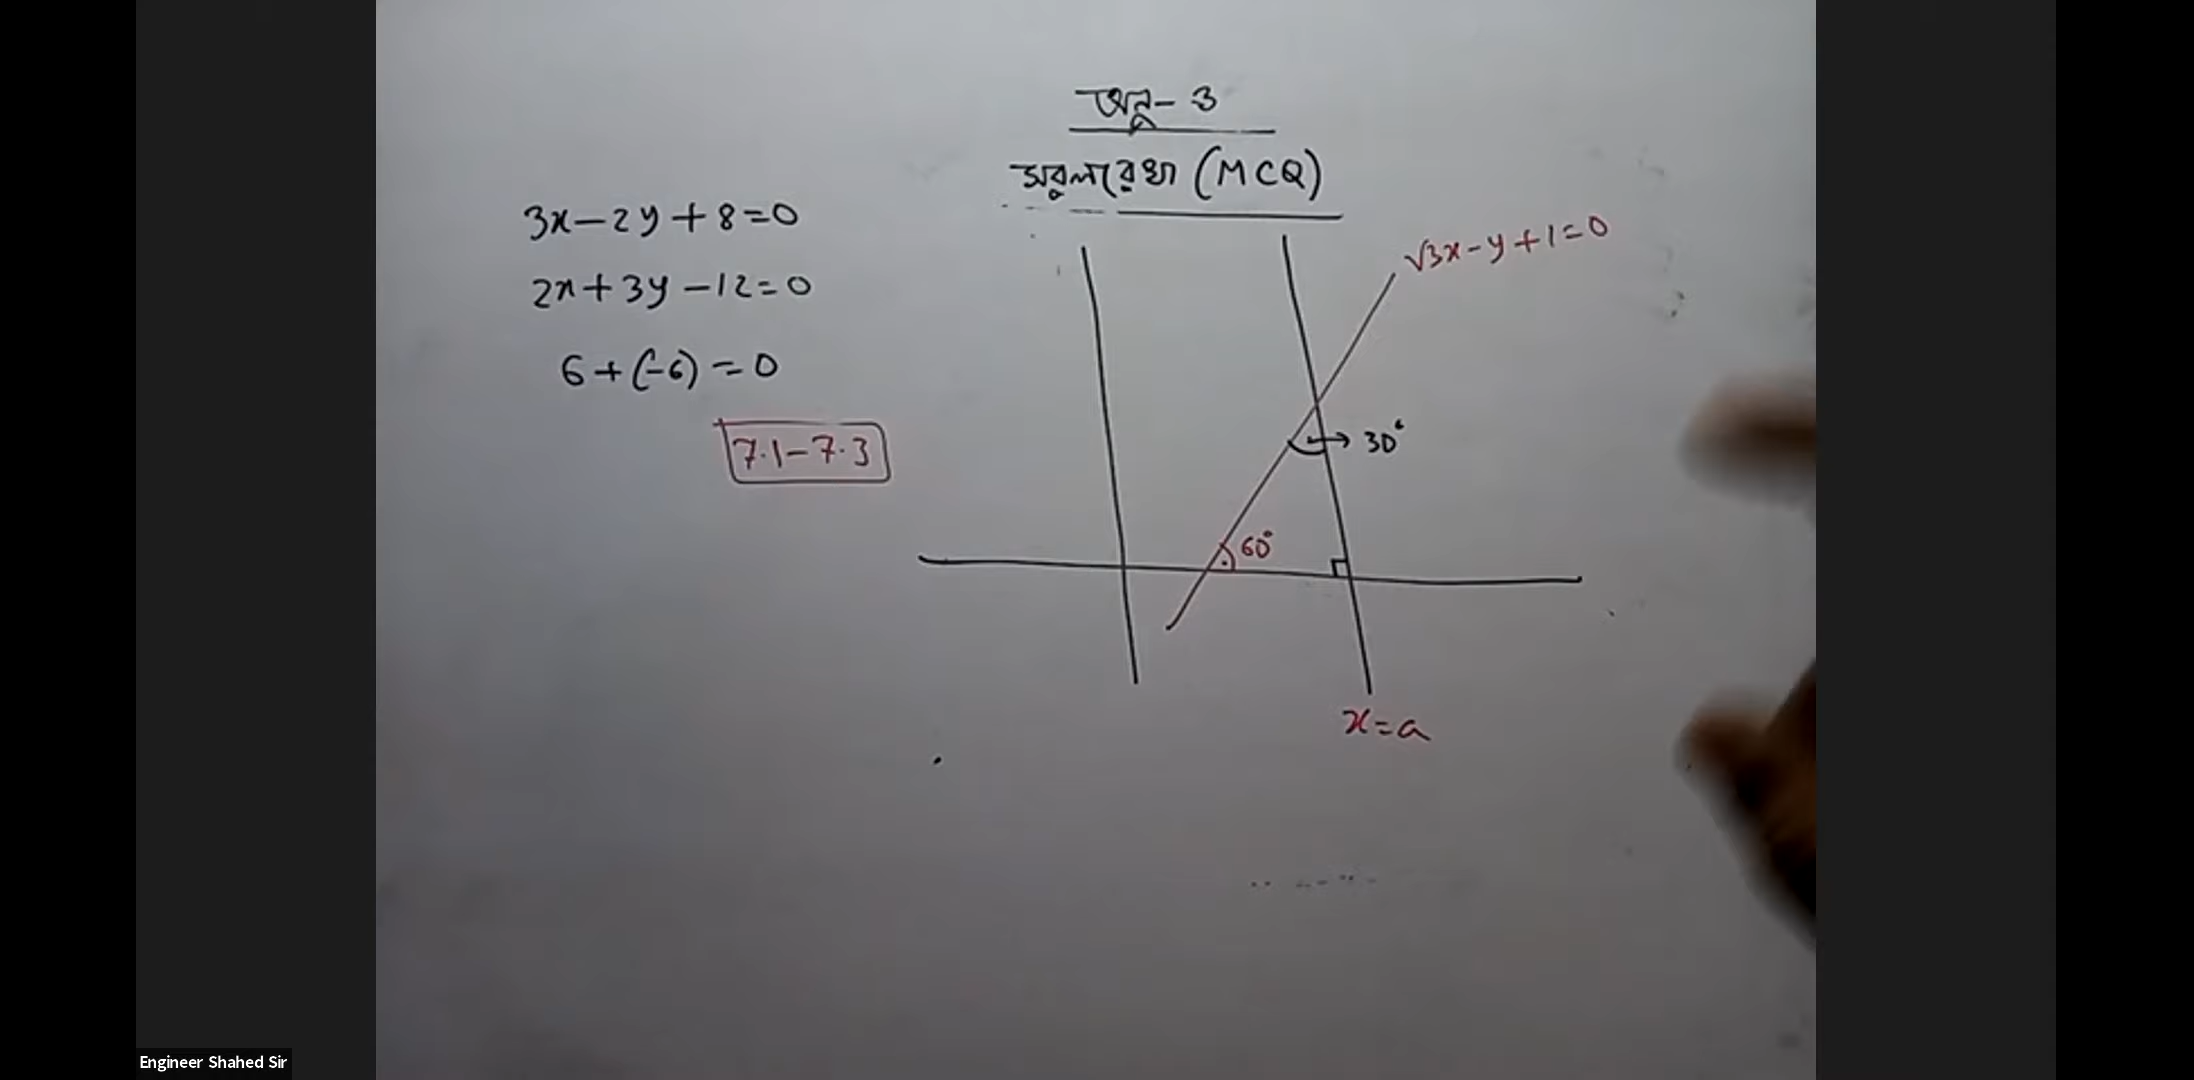 অনু- ৩
সরলরেখা (MCQ)
3x-2y+8=0
2x+3y-12=0
6+(-6)=0
7.1-7.3
√3x-y+1=0
30°
60°
x=a
Engineer Shahed Sir